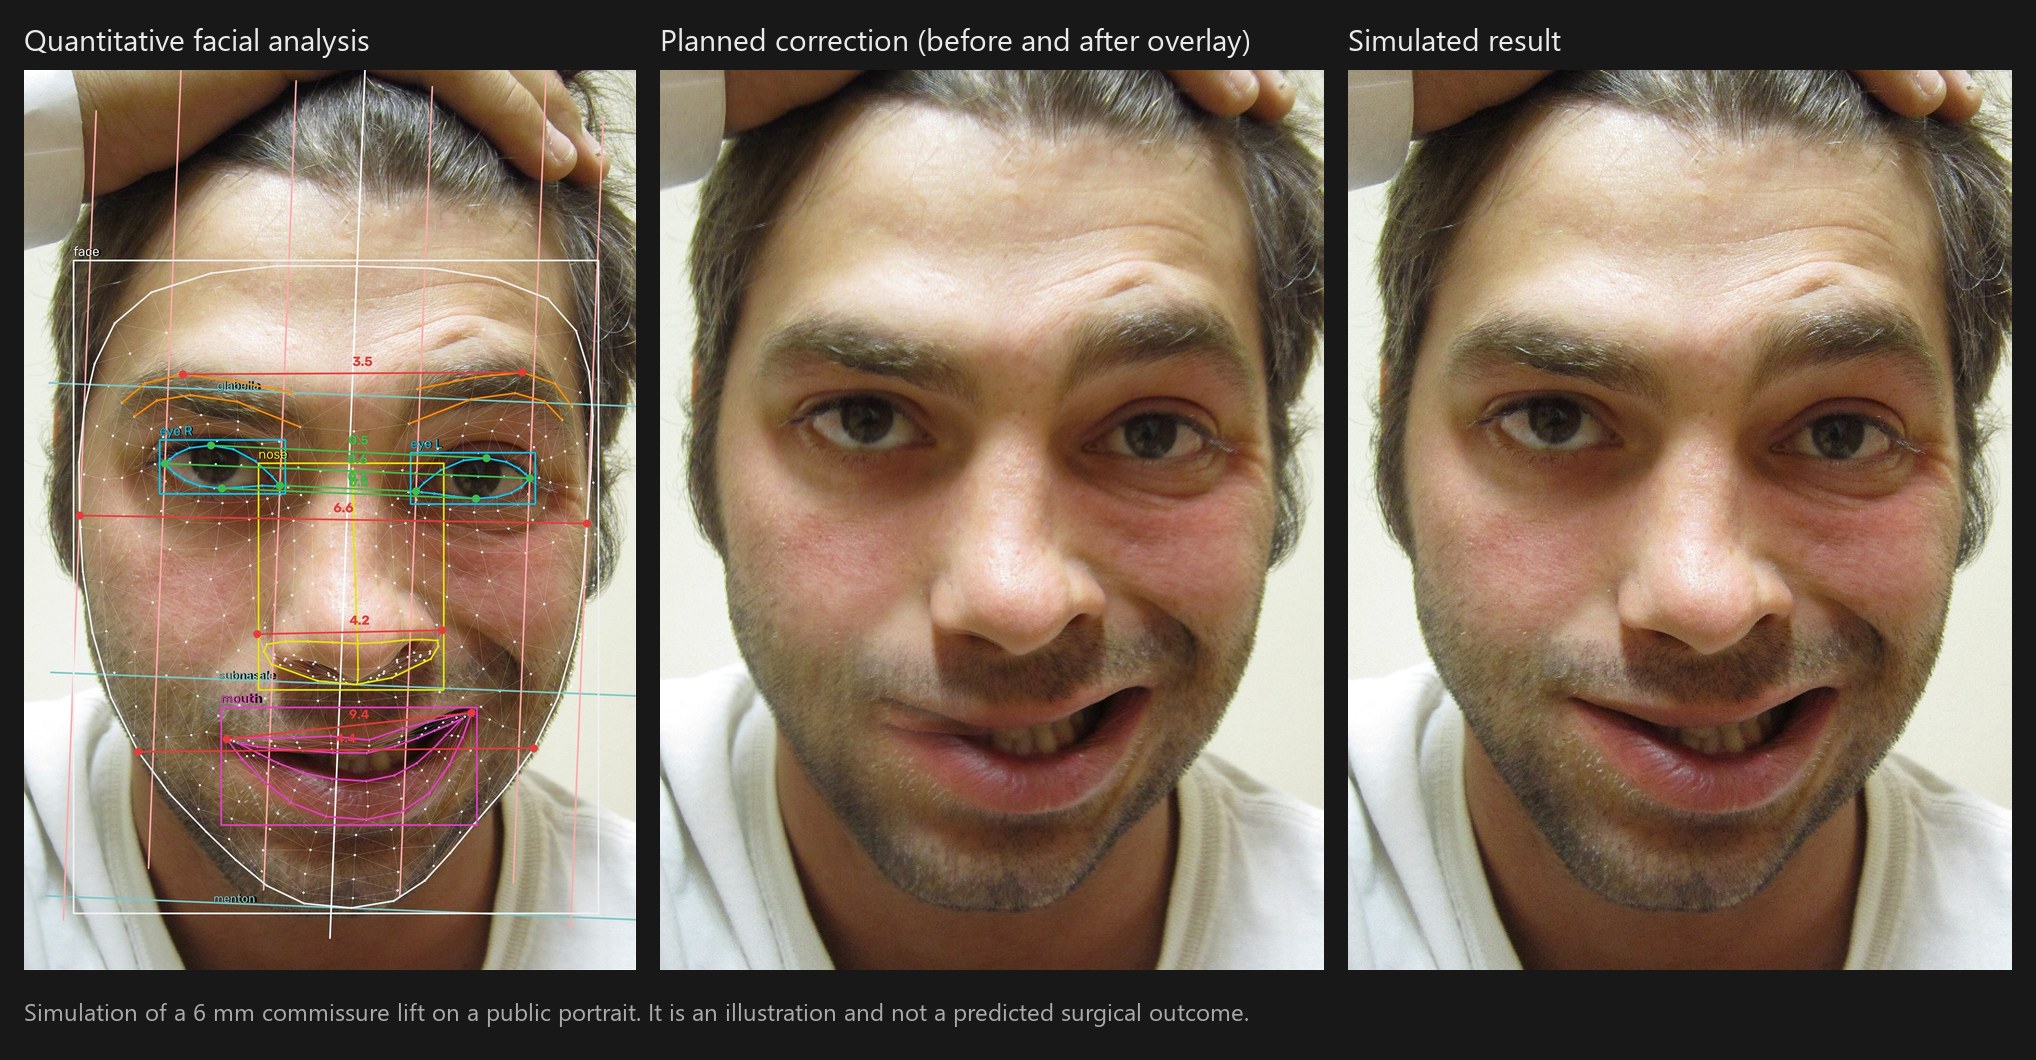 Quantitative facial analysis
Planned correction (before and after overlay)
Simulated result
face
3.5
glabella
eye R
eye L
nose
6.6
4.2
subnasale
mouth
9.4
menton
Simulation of a 6 mm commissure lift on a public portrait. It is an illustration and not a predicted surgical outcome.